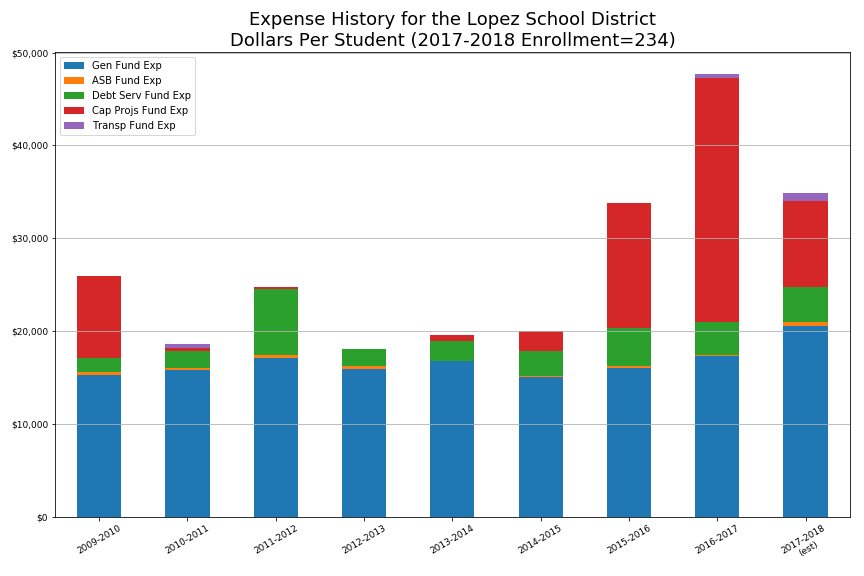 Expense History for the Lopez School District
Dollars Per Student (2017-2018 Enrollment=234)
$50,000
$40,000
$30,000
$20,000
$10,000
$0
Gen Fund Exp
ASB Fund Exp
Debt Serv Fund Exp
Cap Projs Fund Exp
Transp Fund Exp
2009-2010
2010-2011
2011-2012
2012-2013
2013-2014
2014-2015
2015-2016
2016-2017
2017-2018
(est)